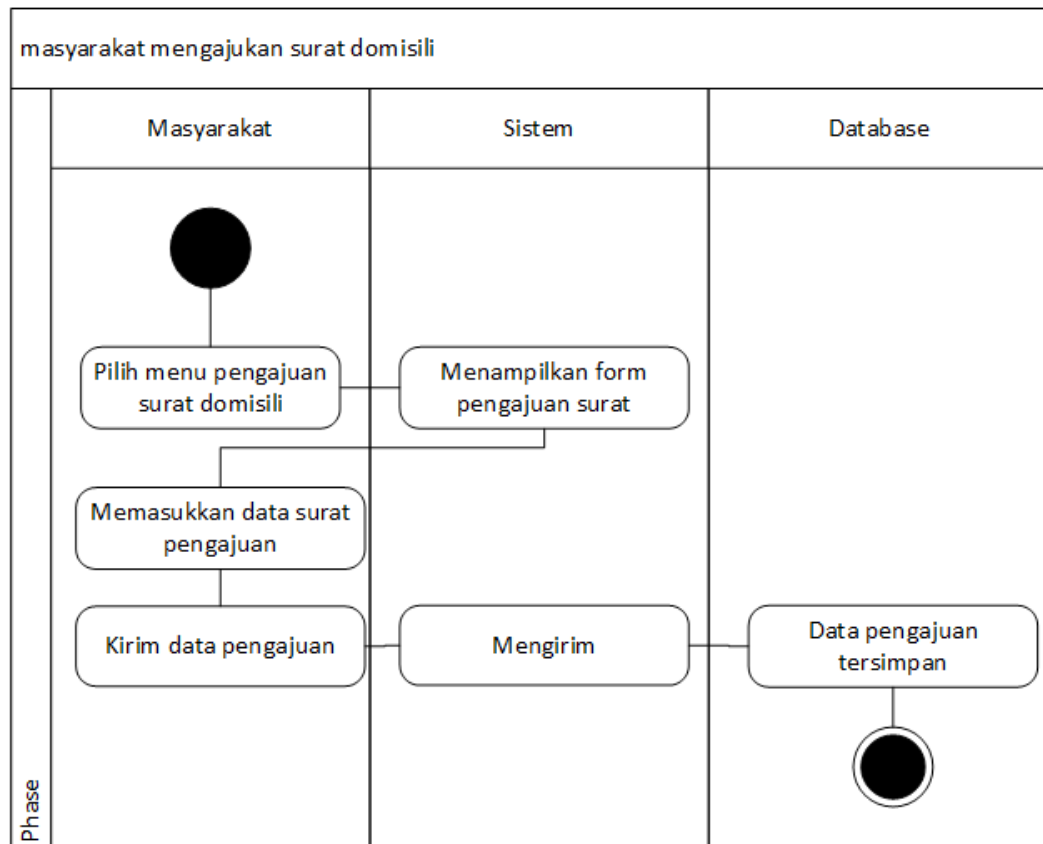 masyarakat mengajukan surat domisili
Masyarakat
Sistem
Database
Pilih menu pengajuan
surat domisili
Menampilkan form
pengajuan surat
Memasukkan data surat
pengajuan
Kirim data pengajuan
Mengirim
Data pengajuan
tersimpan
Phase